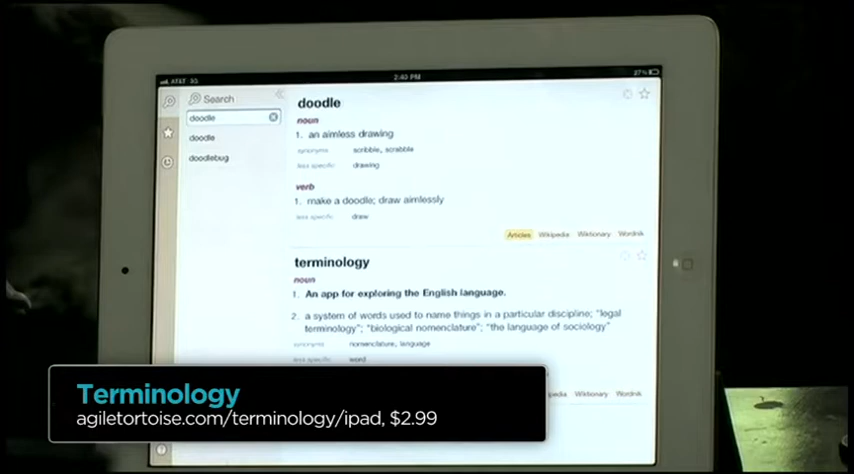 AT&T 3G
2:40 PM
Search
doodle
doodle
doodlebug
doodle
noun
1. an aimless drawing
synonyms scribble, scrabble
less specific drawing
verb
1. make a doodle; draw aimlessly
less specific draw
Articles Wikipedia Wiktionary Wordnik
terminology
noun
1. An app for exploring the English language.
2. a system of words used to name things in a particular discipline; "legal
terminology"; "biological nomenclature"; "the language of sociology"
synonyms nomenclature, language
less specific word
Wiktionary Wordnik
Terminology
agiletortoise.com/terminology/ipad, $2.99